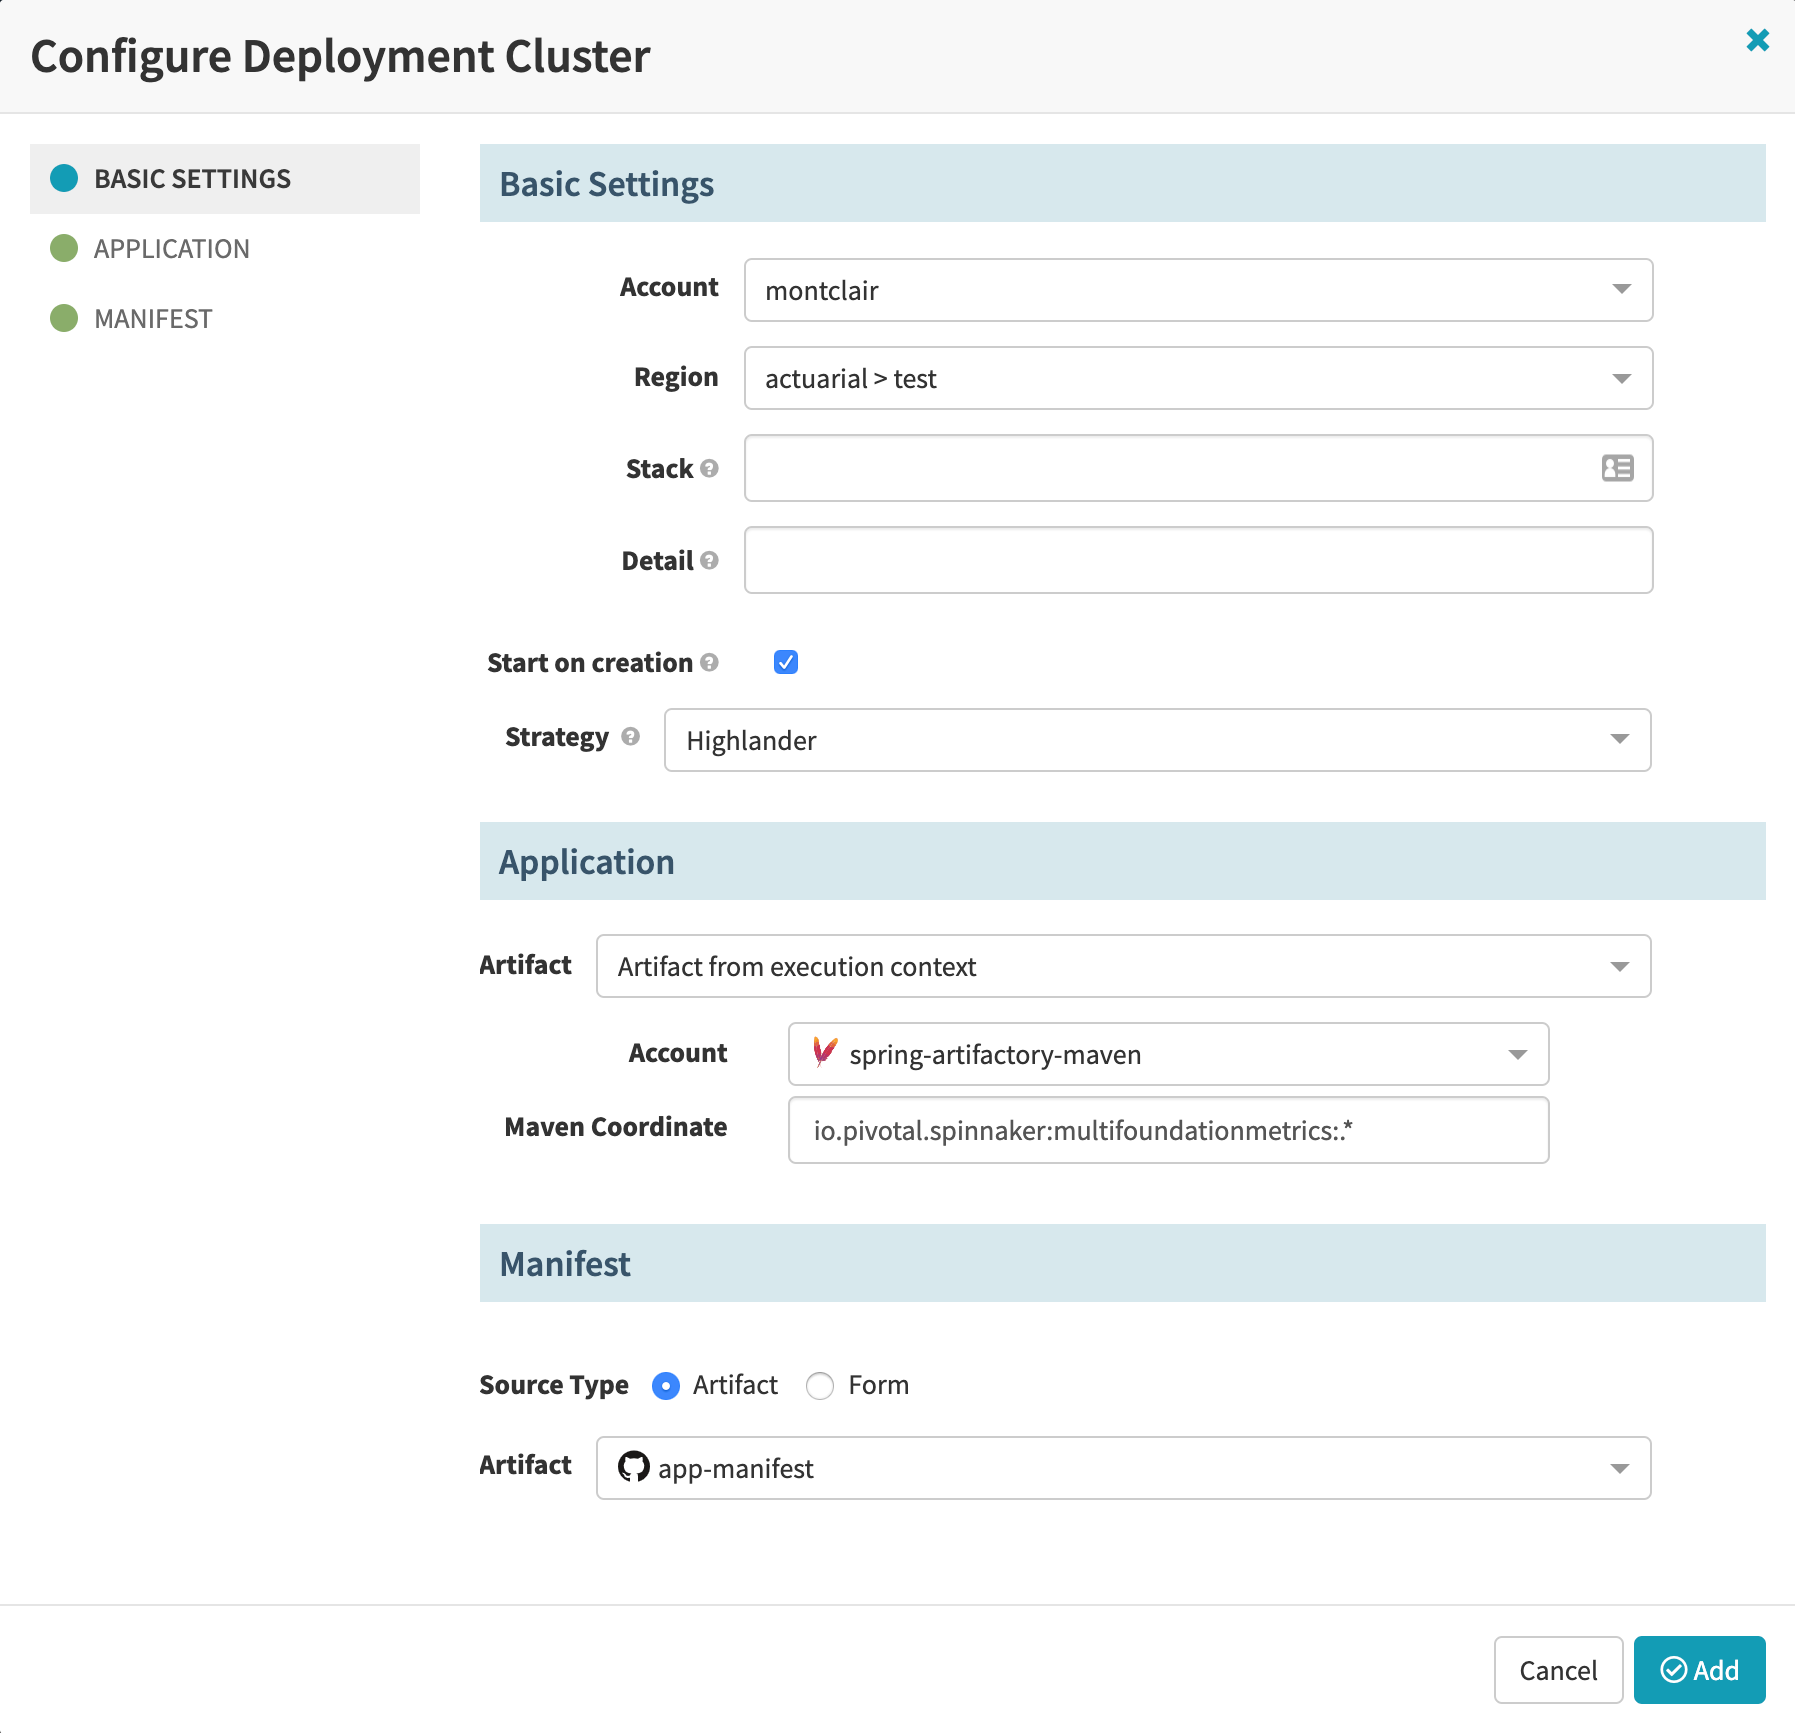 Configure Deployment Cluster
BASIC SETTINGS
APPLICATION
MANIFEST
Basic Settings
Account montclair
Region actuarial > test
Stack
Detail
Start on creation
Strategy Highlander
Application
Artifact Artifact from execution context
Account spring-artifactory-maven
Maven Coordinate io.pivotal.spinnaker:multifoundationmetrics:.*
Manifest
Source Type Artifact Form
Artifact app-manifest
Cancel Add